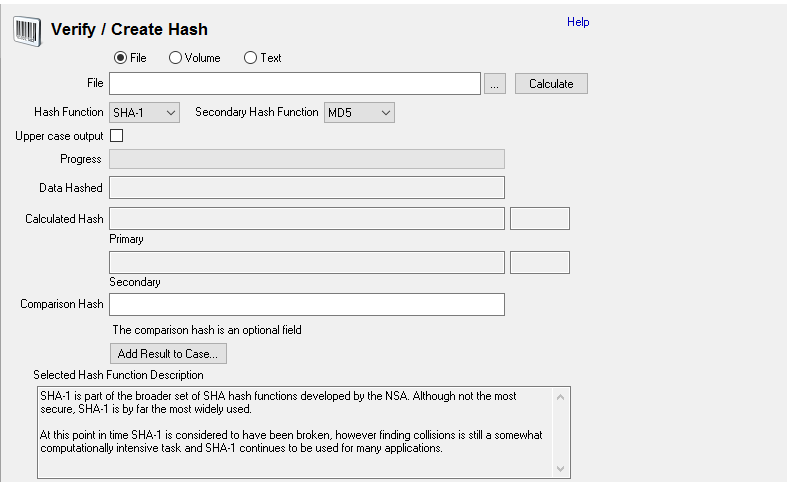 Verify / Create Hash
Help
File Volume Text
File ... Calculate
Hash Function SHA-1 Secondary Hash Function MD5
Upper case output
Progress
Data Hashed
Calculated Hash
Primary
Secondary
Comparison Hash
The comparison hash is an optional field
Add Result to Case...
Selected Hash Function Description
SHA-1 is part of the broader set of SHA hash functions developed by the NSA. Although not the most
secure, SHA-1 is by far the most widely used.
At this point in time SHA-1 is considered to have been broken, however finding collisions is still a somewhat
computationally intensive task and SHA-1 continues to be used for many applications.